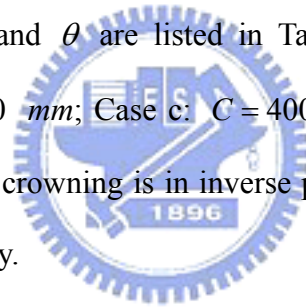 and θ are listed in Ta
0 mm; Case c: C = 400
crowning is in inverse p
y.
1896